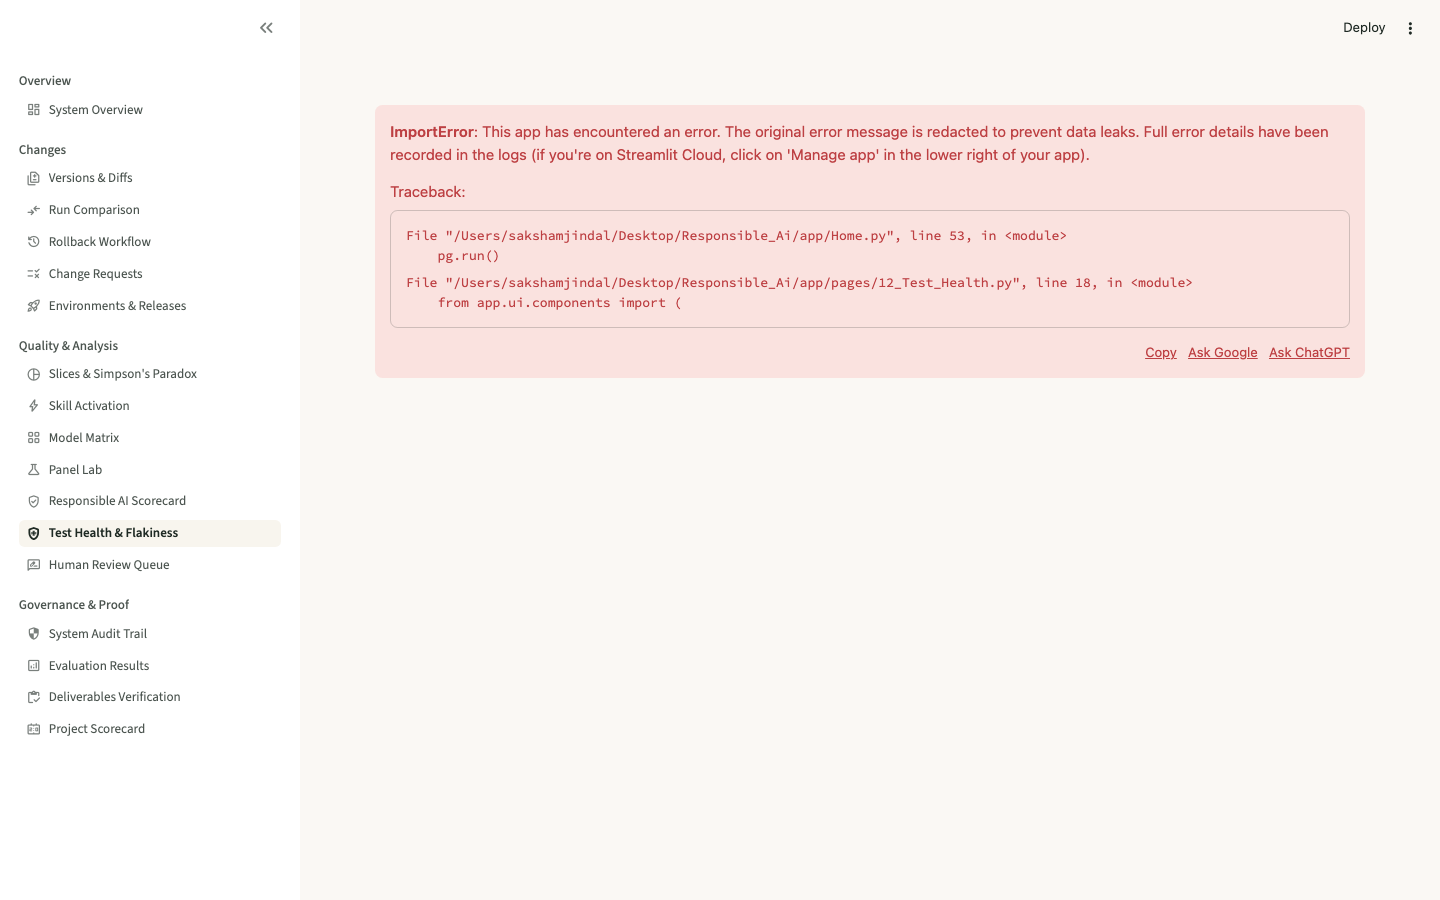 Deploy
Overview
System Overview
Changes
Versions & Diffs
Run Comparison
Rollback Workflow
Change Requests
Environments & Releases
Quality & Analysis
Slices & Simpson's Paradox
Skill Activation
Model Matrix
Panel Lab
Responsible AI Scorecard
Test Health & Flakiness
Human Review Queue
Governance & Proof
System Audit Trail
Evaluation Results
Deliverables Verification
Project Scorecard
ImportError: This app has encountered an error. The original error message is redacted to prevent data leaks. Full error details have been
recorded in the logs (if you're on Streamlit Cloud, click on 'Manage app' in the lower right of your app).
Traceback:
File "/Users/sakshamjindal/Desktop/Responsible_Ai/app/Home.py", line 53, in <module>
    pg.run()
File "/Users/sakshamjindal/Desktop/Responsible_Ai/app/pages/12_Test_Health.py", line 18, in <module>
    from app.ui.components import (
Copy Ask Google Ask ChatGPT